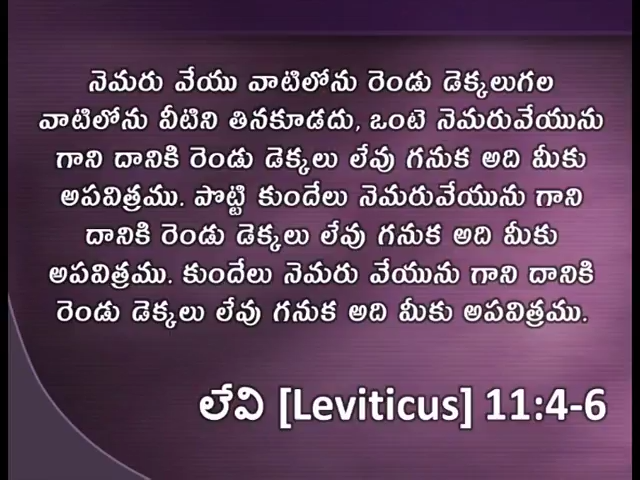 నెమరు వేయు వాటిలోను రెండు డెక్కలుగల
వాటిలోను వీటిని తినకూడదు, ఒంటె నెమరువేయును
గాని దానికి రెండు డెక్కలు లేవు గనుక అది మీకు
అపవిత్రము. పొట్టి కుందేలు నెమరువేయును గాని
దానికి రెండు డెక్కలు లేవు గనుక అది మీకు
అపవిత్రము. కుందేలు నెమరు వేయును గాని దానికి
రెండు డెక్కలు లేవు గనుక అది మీకు అపవిత్రము.
లేవి [Leviticus] 11:4-6